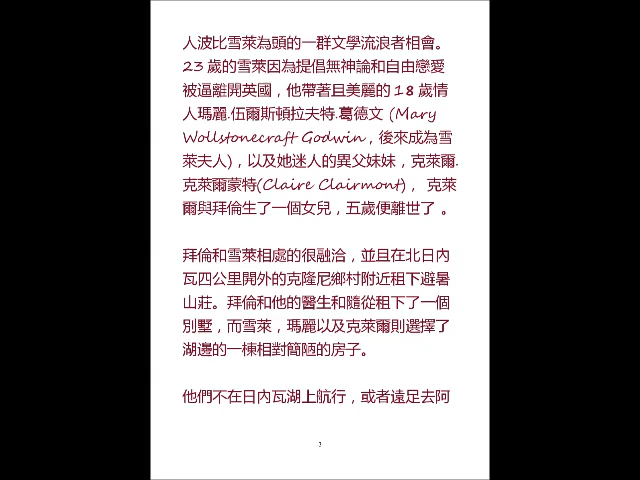 人波比雪萊為頭的一群文學流浪者相會。
23 歲的雪萊因為提倡無神論和自由戀愛
被逼離開英國，他帶著且美麗的 18 歲情
人瑪麗.伍爾斯頓拉夫特.葛德文 (Mary
Wollstonecraft Godwin，後來成為雪
萊夫人)，以及她迷人的異父妹妹，克萊爾.
克萊爾蒙特(Claire Clairmont)， 克萊
爾與拜倫生了一個女兒，五歲便離世了 。
拜倫和雪萊相處的很融洽，並且在北日內
瓦四公里開外的克隆尼鄉村附近租下避暑
山莊。拜倫和他的醫生和隨從租下了一個
別墅，而雪萊，瑪麗以及克萊爾則選擇了
湖邊的一棟相對簡陋的房子。
他們不在日內瓦湖上航行，或者遠足去阿
3